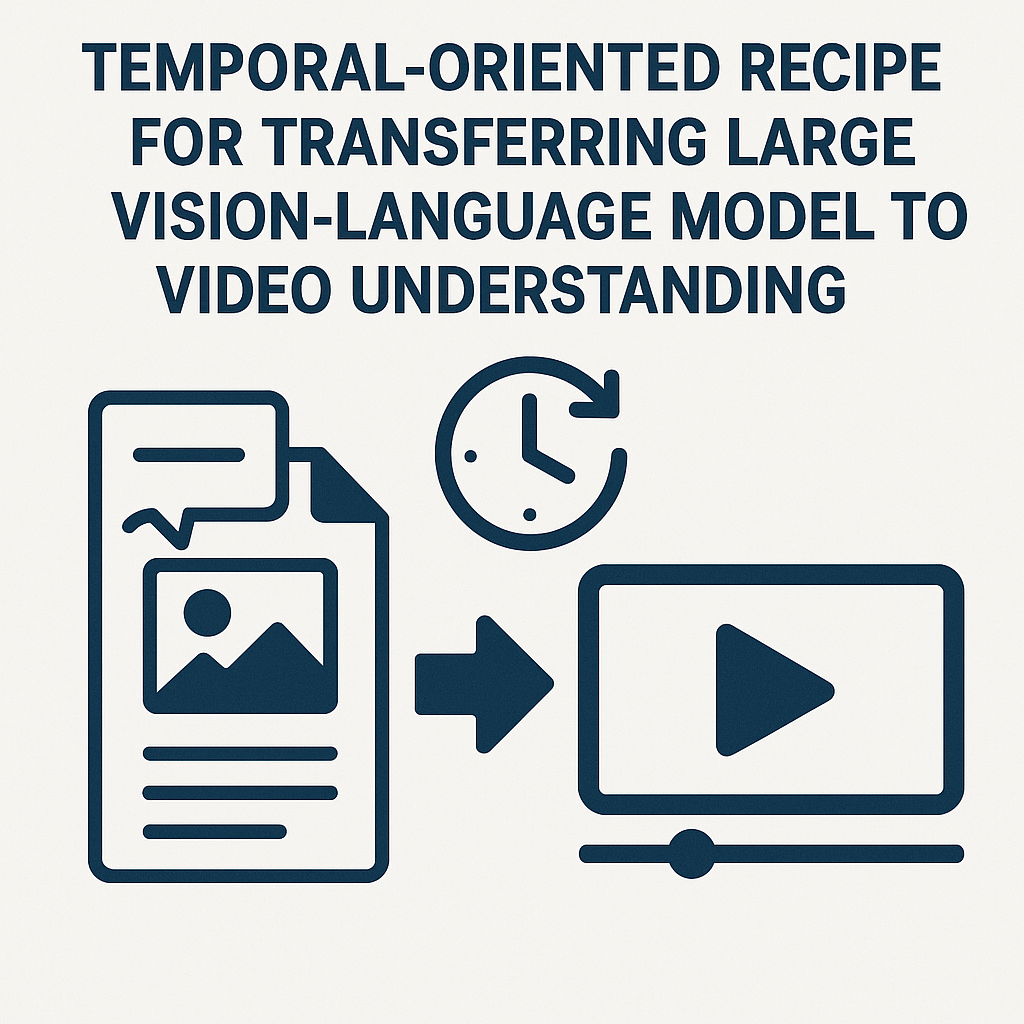 TEMPORAL-ORIENTED RECIPE
FOR TRANSFERRING LARGE
VISION-LANGUAGE MODEL TO
VIDEO UNDERSTANDING